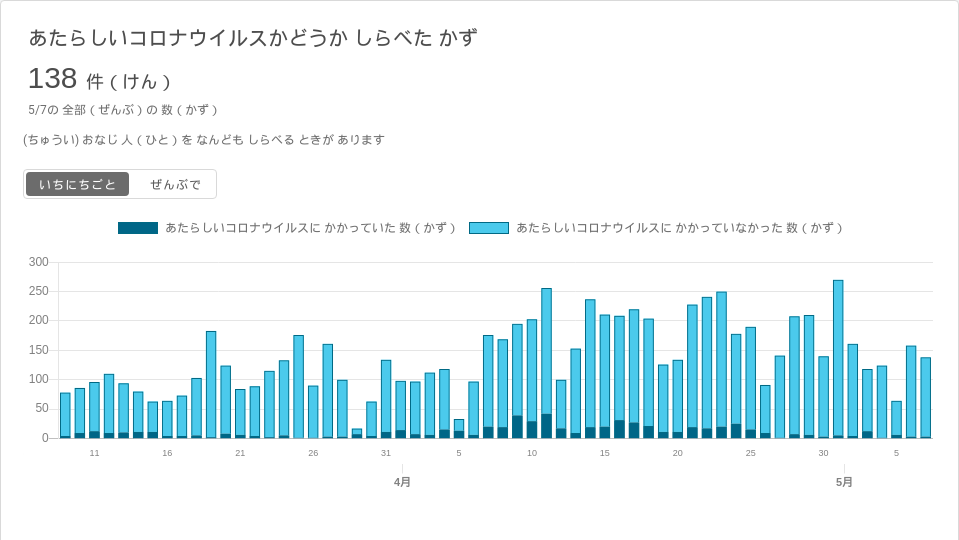 あたらしいコロナウイルスかどうか しらべた かず
138 件 ( けん )
5/7の 全部 ( ぜんぶ ) の 数 ( かず )
(ちゅうい) おなじ 人 ( ひと ) を なんども しらべる ときが あります
いちにちごと ぜんぶで
あたらしいコロナウイルスに かかっていた 数 ( かず ) あたらしいコロナウイルスに かかっていなかった 数 ( かず )
300
250
200
150
100
50
0
11 16 21 26 31 5 10 15 20 25 30 5
4月 5月